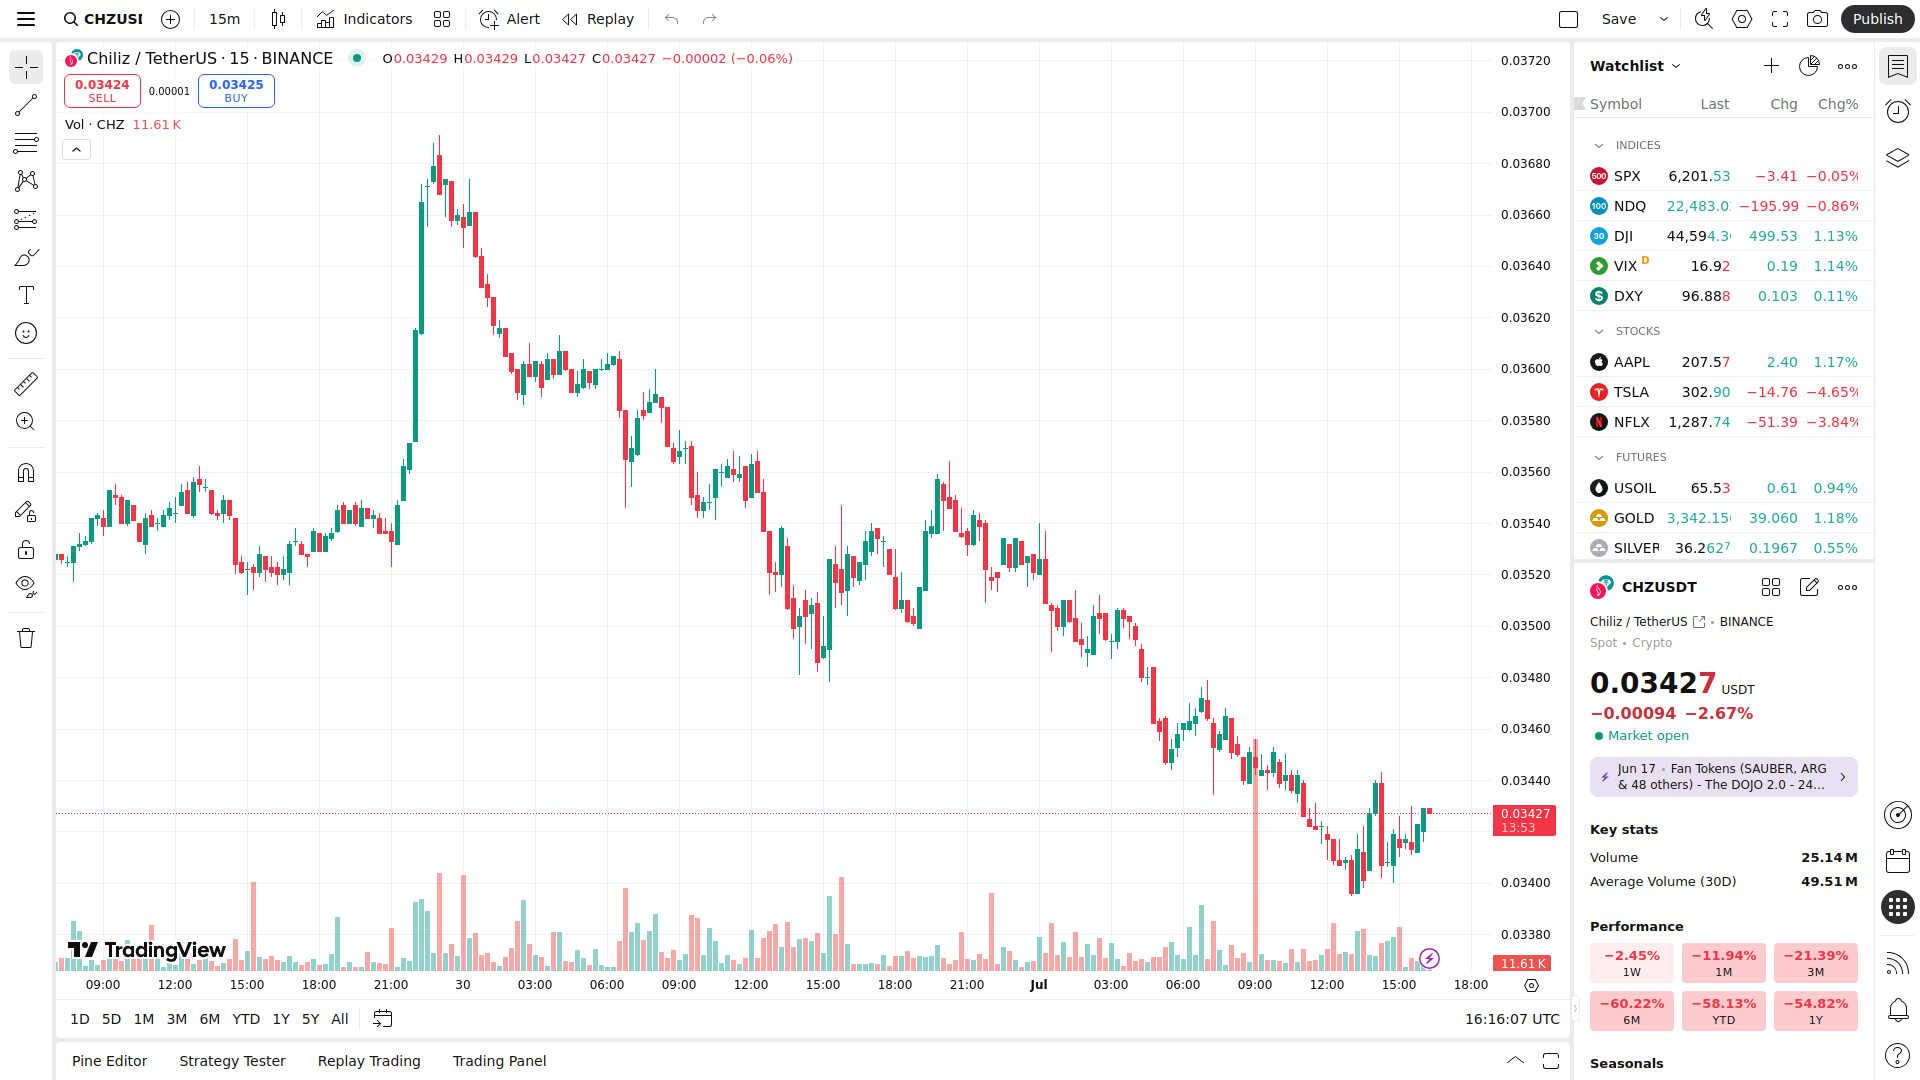 CHZUSI
15m
Indicators
Alert
Replay
Save
Publish
Chiliz / TetherUS · 15 · BINANCE
O0.03429 H0.03429 L0.03427 C0.03427 −0.00002 (−0.06%)
0.03424
SELL
0.00001
0.03425
BUY
Vol · CHZ 11.61 K
0.03720
0.03700
0.03680
0.03660
0.03640
0.03620
0.03600
0.03580
0.03560
0.03540
0.03520
0.03500
0.03480
0.03460
0.03440
0.03427
13:53
0.03400
0.03380
11.61 K
TradingView
09:00 12:00 15:00 18:00 21:00 30 03:00 06:00 09:00 12:00 15:00 18:00 21:00 Jul 03:00 06:00 09:00 12:00 15:00 18:00
1D 5D 1M 3M 6M YTD 1Y 5Y All
16:16:07 UTC
Pine Editor Strategy Tester Replay Trading Trading Panel
Watchlist
Symbol Last Chg Chg%
INDICES
500 SPX 6,201.53 −3.41 −0.05%
100 NDQ 22,483.0 −195.99 −0.86%
30 DJI 44,594.3 499.53 1.13%
VIX D 16.92 0.19 1.14%
DXY 96.888 0.103 0.11%
STOCKS
AAPL 207.57 2.40 1.17%
TSLA 302.90 −14.76 −4.65%
NFLX 1,287.74 −51.39 −3.84%
FUTURES
USOIL 65.53 0.61 0.94%
GOLD 3,342.15 39.060 1.18%
SILVER 36.2627 0.1967 0.55%
CHZUSDT
Chiliz / TetherUS • BINANCE
Spot • Crypto
0.03427 USDT
−0.00094 −2.67%
Market open
Jun 17 • Fan Tokens (SAUBER, ARG
& 48 others) - The DOJO 2.0 - 24...
Key stats
Volume 25.14 M
Average Volume (30D) 49.51 M
Performance
−2.45% −11.94% −21.39%
1W 1M 3M
−60.22% −58.13% −54.82%
6M YTD 1Y
Seasonals